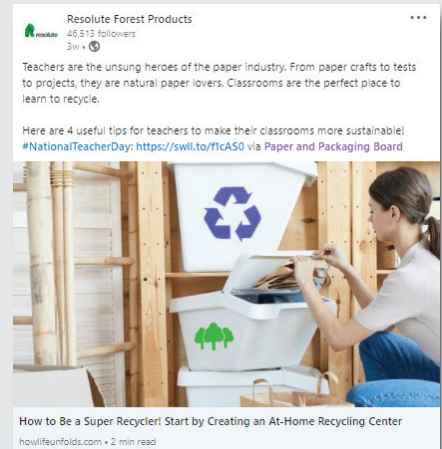 Resolute Forest Products
resolute
46,513 followers
3w •
Teachers are the unsung heroes of the paper industry. From paper crafts to tests
to projects, they are natural paper lovers. Classrooms are the perfect place to
learn to recycle.
Here are 4 useful tips for teachers to make their classrooms more sustainable!
#NationalTeacherDay: https://swll.to/f1cAS0 via Paper and Packaging Board
How to Be a Super Recycler! Start by Creating an At-Home Recycling Center
howlifeunfolds.com • 2 min read